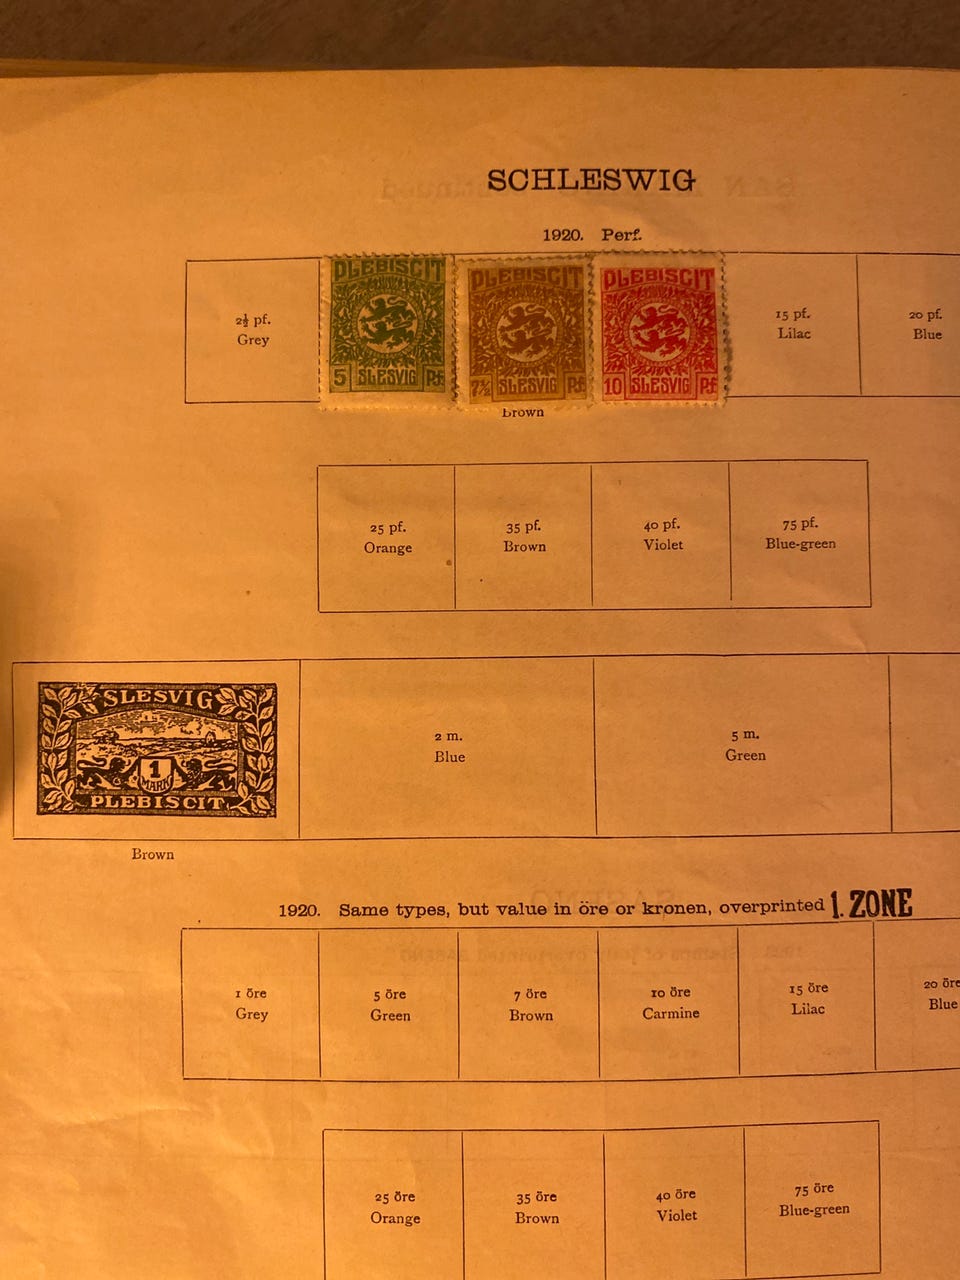 SCHLESWIG
1920. Perf.
2½ pf.
Grey
PLEBISCIT
5 SLESVIG Pf
PLEBISCIT
7½ SLESVIG Pf
PLEBISCIT
10 SLESVIG Pf
15 pf.
Lilac
20 pf.
Blue
Brown
25 pf.
Orange
35 pf.
Brown
40 pf.
Violet
75 pf.
Blue-green
SLESVIG
1
MARK
PLEBISCIT
Brown
2 m.
Blue
5 m.
Green
1920. Same types, but value in öre or kronen, overprinted 1. ZONE
1 öre
Grey
5 öre
Green
7 öre
Brown
10 öre
Carmine
15 öre
Lilac
20 öre
Blue
25 öre
Orange
35 öre
Brown
40 öre
Violet
75 öre
Blue-green